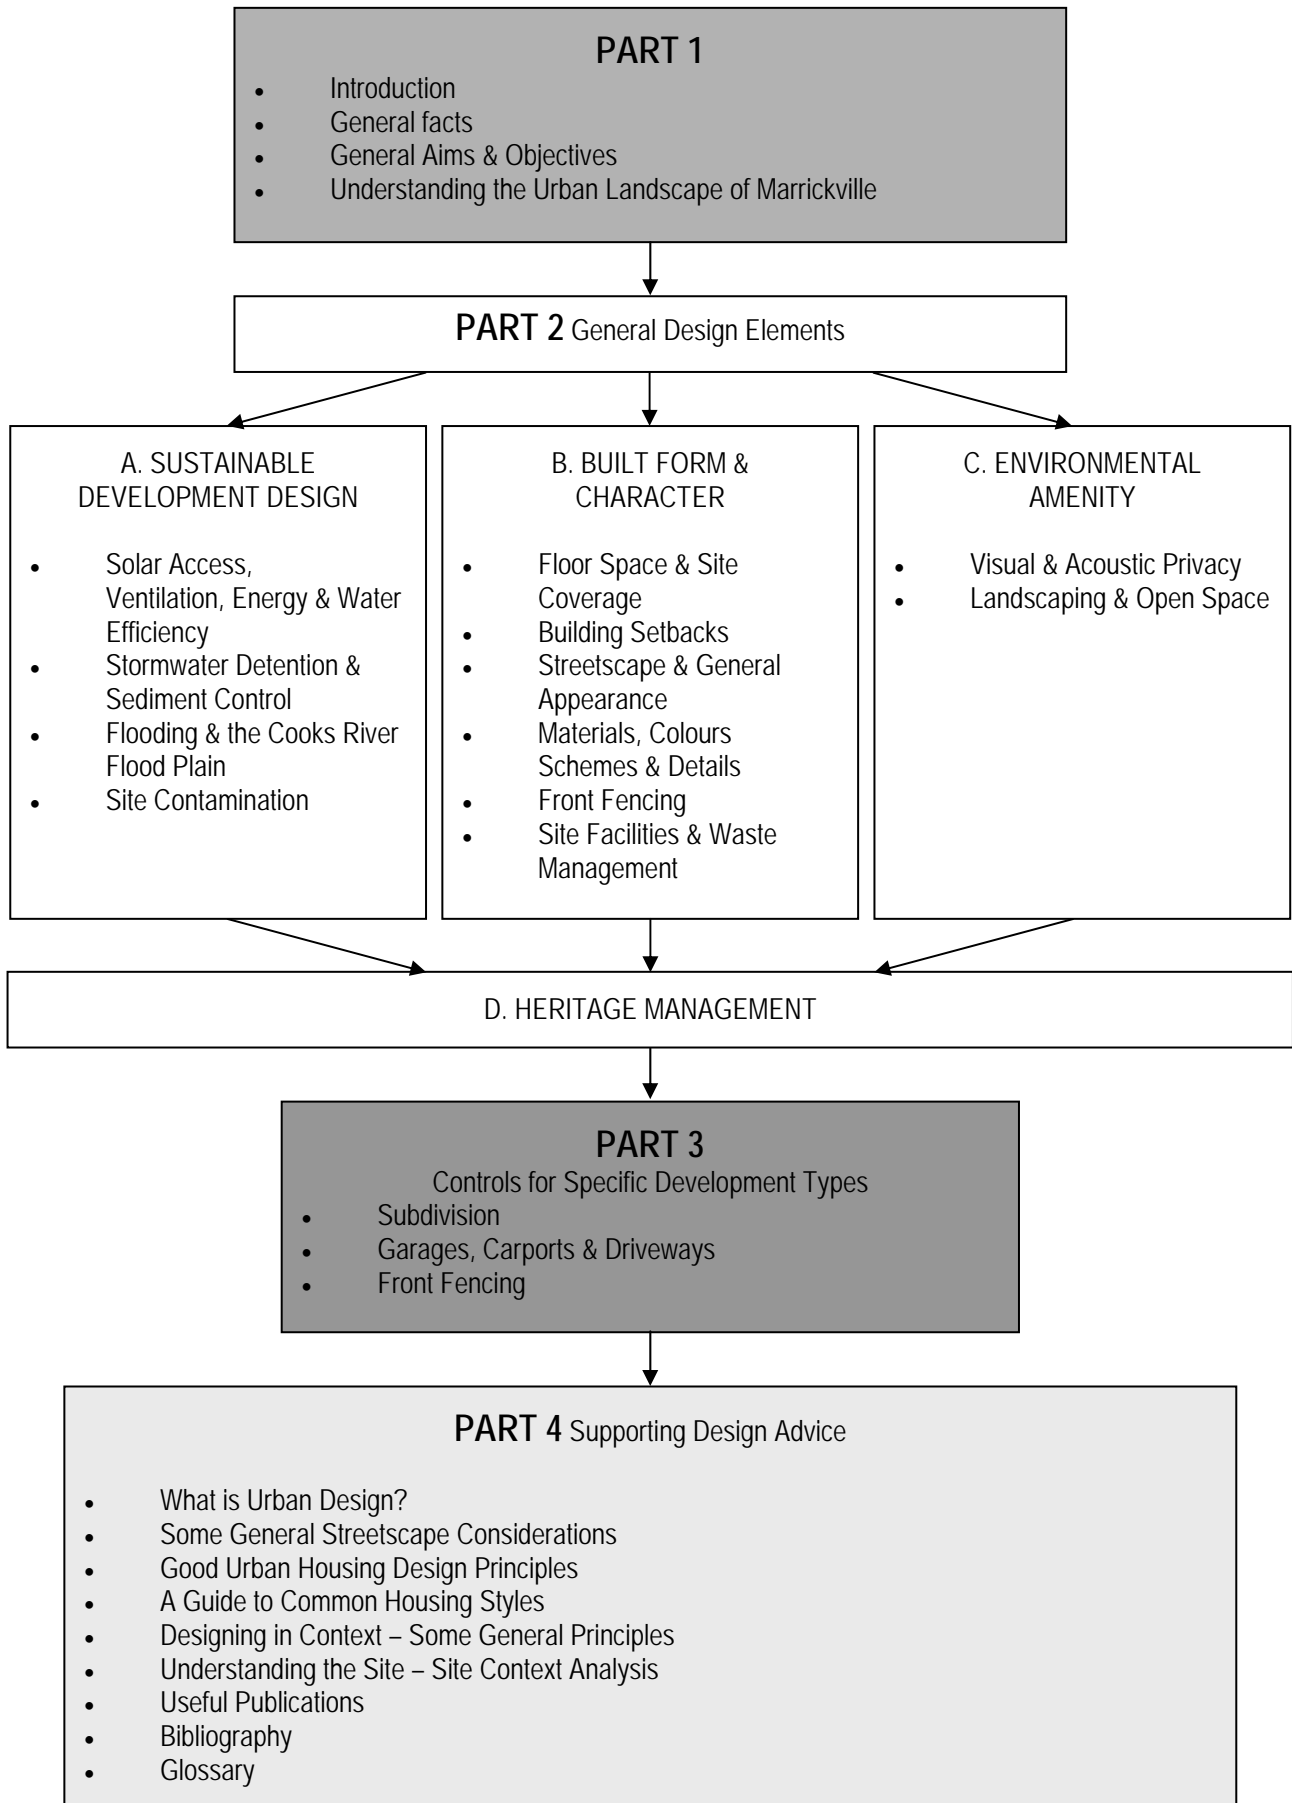 PART 1
• Introduction
• General facts
• General Aims & Objectives
• Understanding the Urban Landscape of Marrickville
PART 2 General Design Elements
A. SUSTAINABLE
DEVELOPMENT DESIGN
• Solar Access,
Ventilation, Energy & Water
Efficiency
• Stormwater Detention &
Sediment Control
• Flooding & the Cooks River
Flood Plain
• Site Contamination
B. BUILT FORM &
CHARACTER
• Floor Space & Site
Coverage
• Building Setbacks
• Streetscape & General
Appearance
• Materials, Colours
Schemes & Details
• Front Fencing
• Site Facilities & Waste
Management
C. ENVIRONMENTAL
AMENITY
• Visual & Acoustic Privacy
• Landscaping & Open Space
D. HERITAGE MANAGEMENT
PART 3
Controls for Specific Development Types
• Subdivision
• Garages, Carports & Driveways
• Front Fencing
PART 4 Supporting Design Advice
• What is Urban Design?
• Some General Streetscape Considerations
• Good Urban Housing Design Principles
• A Guide to Common Housing Styles
• Designing in Context – Some General Principles
• Understanding the Site – Site Context Analysis
• Useful Publications
• Bibliography
• Glossary